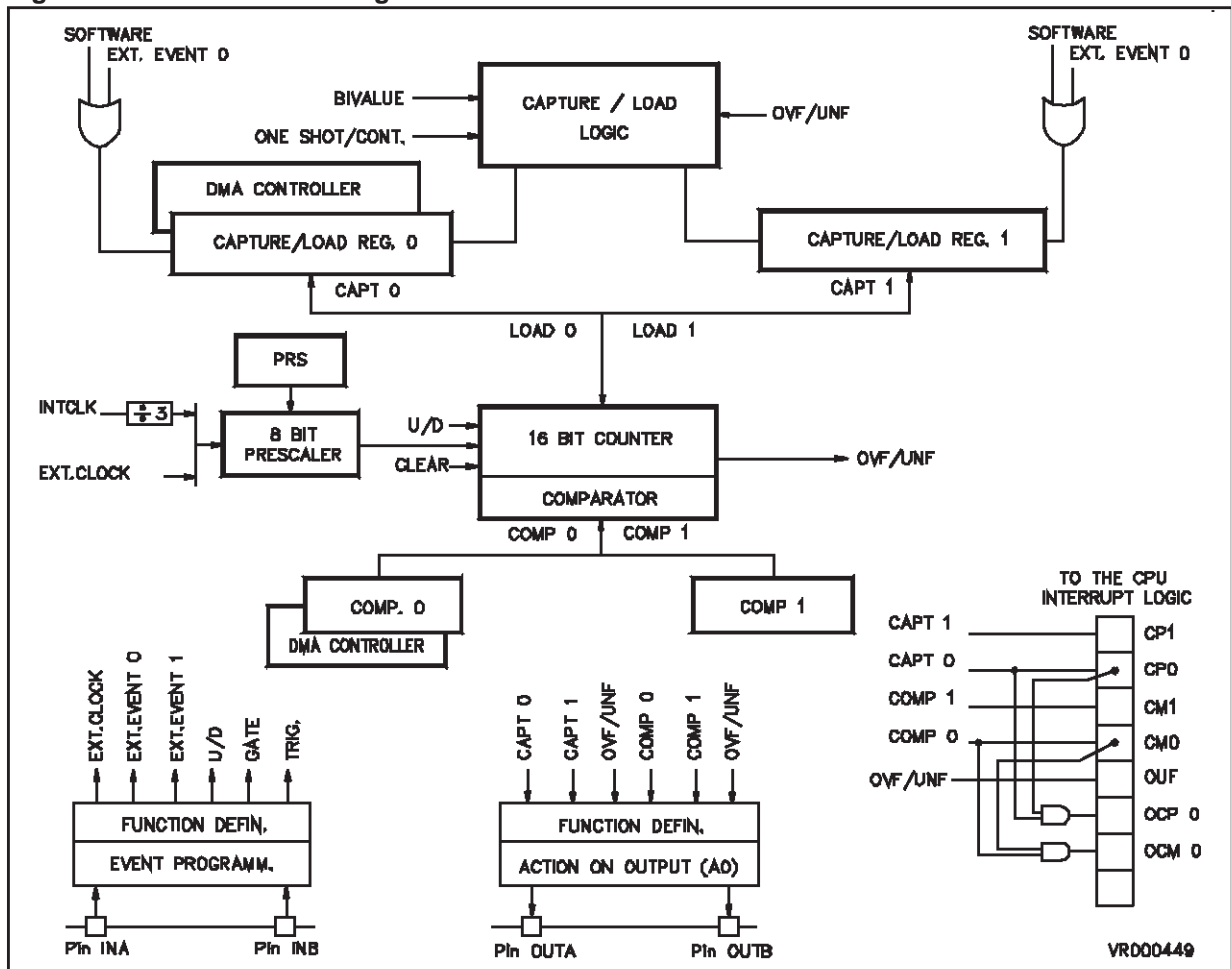 SOFTWARE
EXT. EVENT 0
SOFTWARE
EXT. EVENT 0
BIVALUE
ONE SHOT/CONT.
CAPTURE / LOAD
LOGIC
OVF/UNF
DMA CONTROLLER
CAPTURE/LOAD REG. 0
CAPTURE/LOAD REG. 1
CAPT 0
CAPT 1
LOAD 0
LOAD 1
PRS
INTCLK
÷ 3
EXT.CLOCK
8 BIT
PRESCALER
U/D
CLEAR
16 BIT COUNTER
COMPARATOR
OVF/UNF
COMP 0
COMP 1
COMP. 0
DMA CONTROLLER
COMP 1
TO THE CPU
INTERRUPT LOGIC
CAPT 1
CP1
CAPT 0
CP0
COMP 1
CM1
COMP 0
CM0
OVF/UNF
OUF
OCP 0
OCM 0
EXT.CLOCK
EXT.EVENT 0
EXT.EVENT 1
U/D
GATE
TRIG.
FUNCTION DEFIN.
EVENT PROGRAMM.
Pin INA
Pin INB
CAPT 0
CAPT 1
OVF/UNF
COMP 0
COMP 1
OVF/UNF
FUNCTION DEFIN.
ACTION ON OUTPUT (AO)
Pin OUTA
Pin OUTB
VR000449